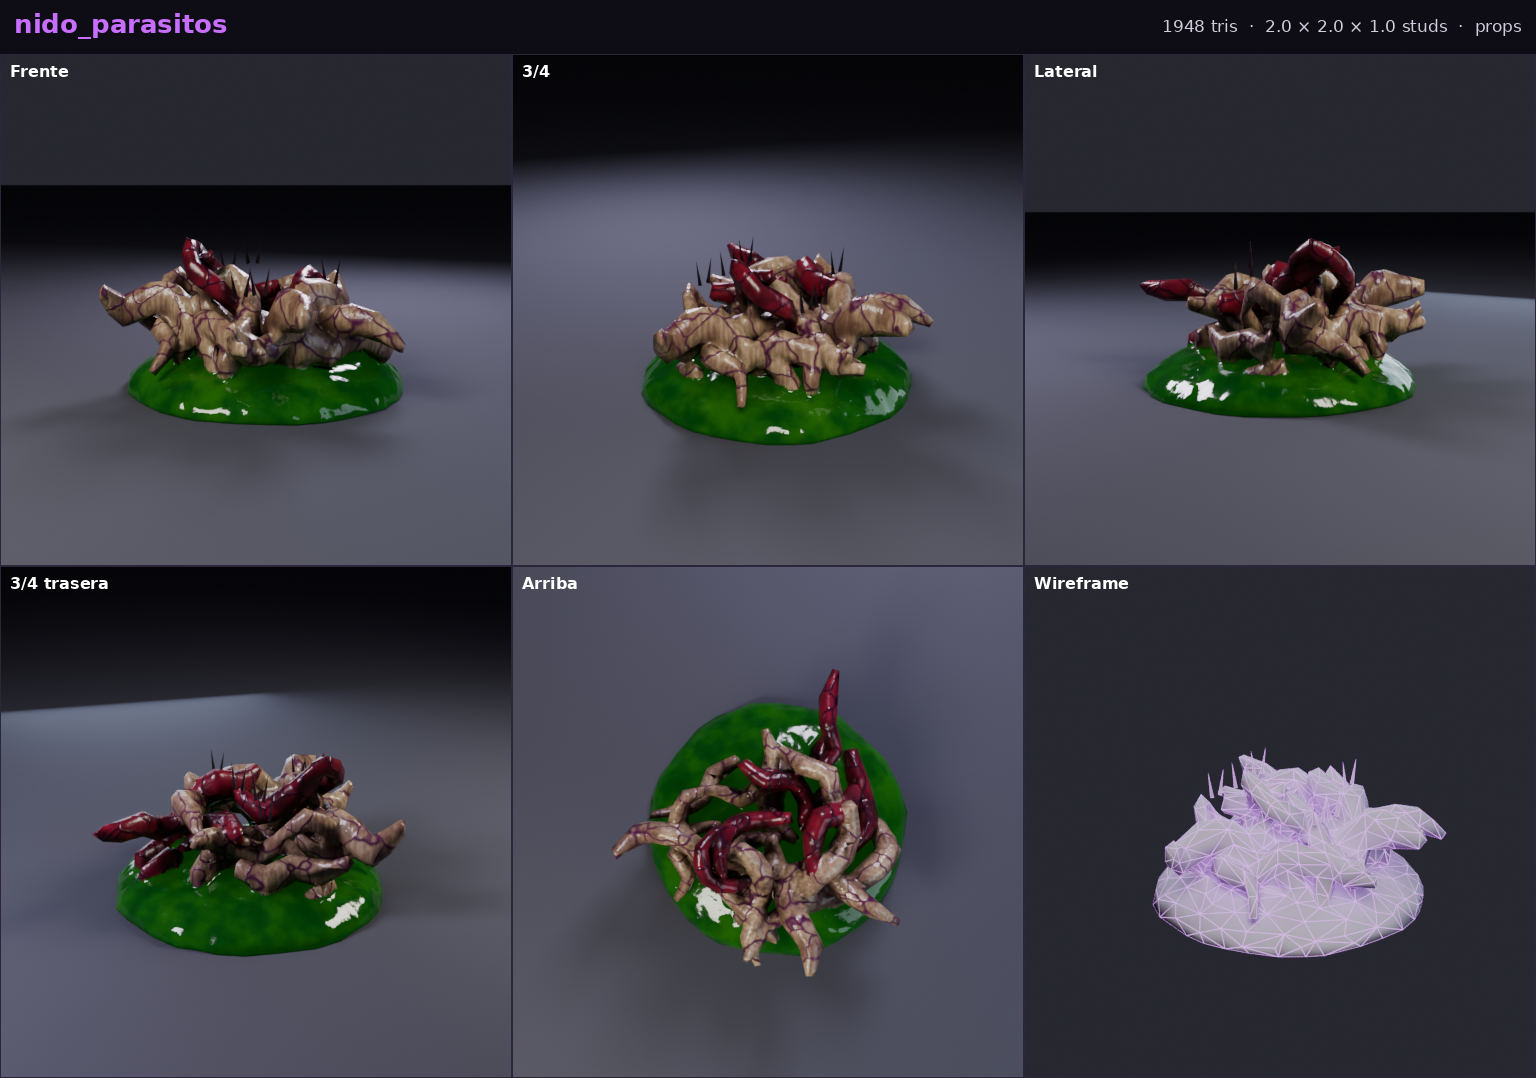 nido_parasitos
1948 tris · 2.0 × 2.0 × 1.0 studs · props
Frente
3/4
Lateral
3/4 trasera
Arriba
Wireframe